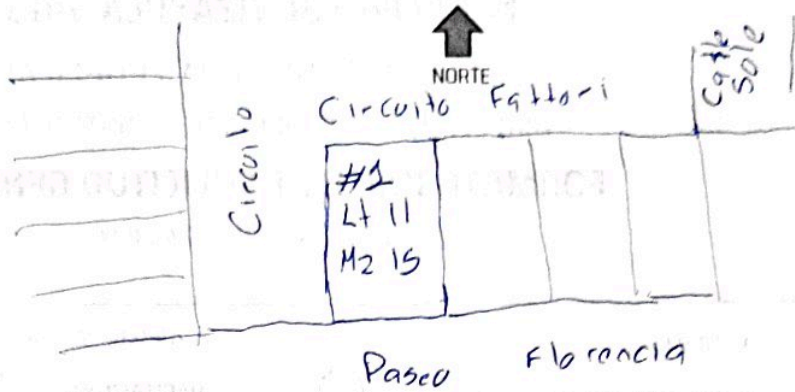 NORTE
Calle
Sole
Circuito Fattori
Circuito
#1
Lt 11
Mz 15
Paseo Florencia